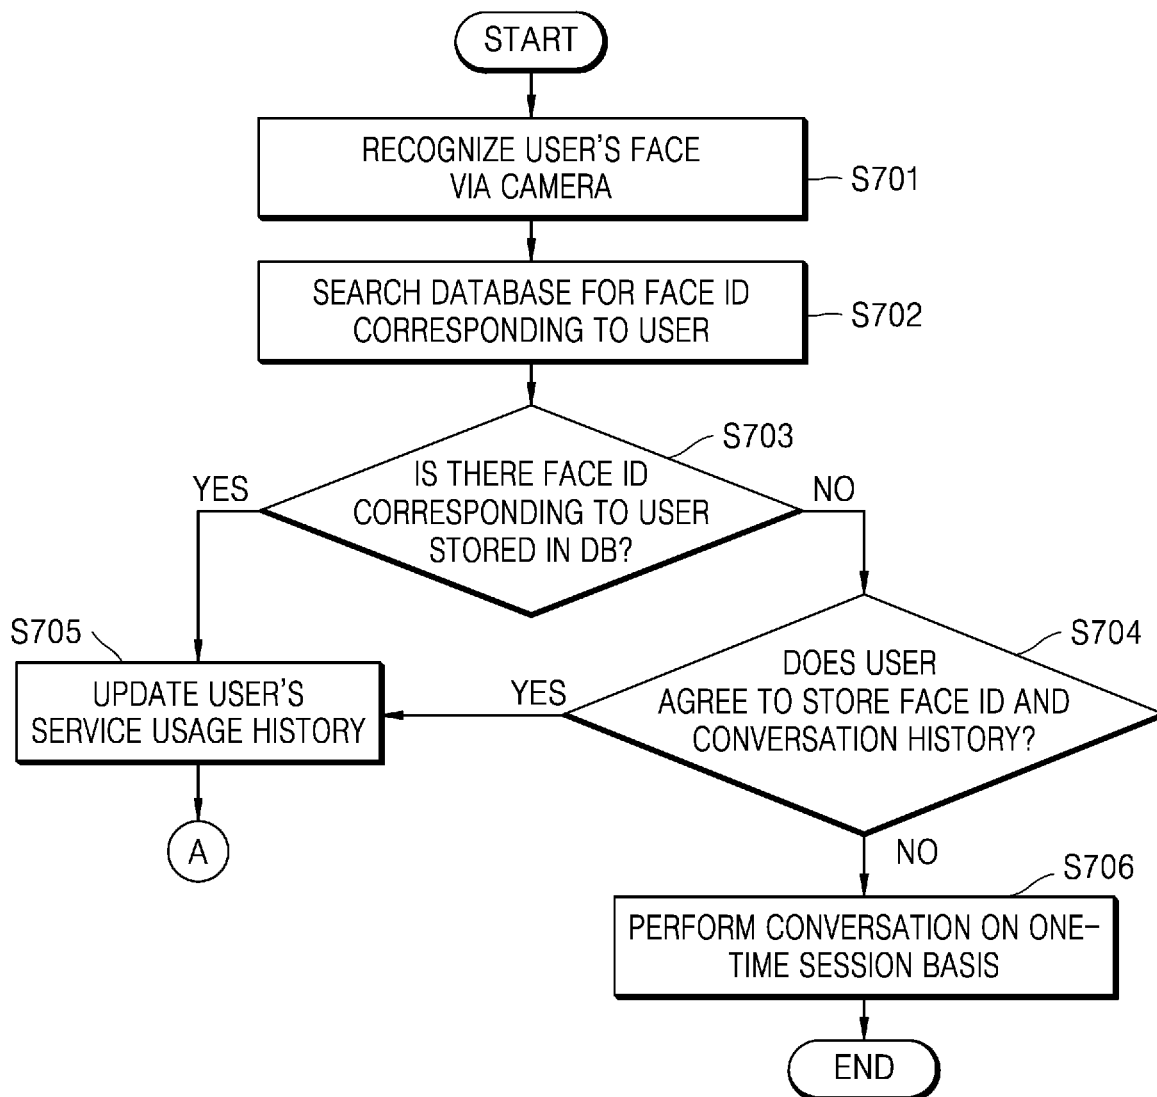 START
RECOGNIZE USER'S FACE
VIA CAMERA
S701
SEARCH DATABASE FOR FACE ID
CORRESPONDING TO USER
S702
S703
IS THERE FACE ID
CORRESPONDING TO USER
STORED IN DB?
YES
NO
S704
DOES USER
AGREE TO STORE FACE ID AND
CONVERSATION HISTORY?
YES
NO
S705
UPDATE USER'S
SERVICE USAGE HISTORY
A
S706
PERFORM CONVERSATION ON ONE-
TIME SESSION BASIS
END